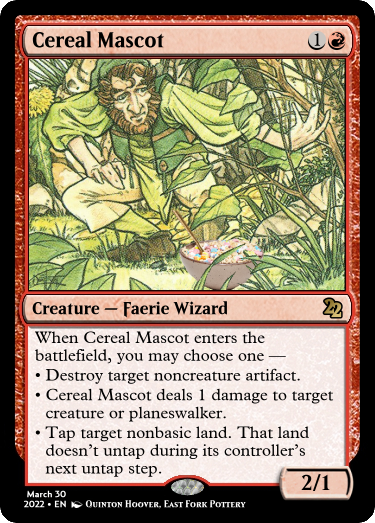 Cereal Mascot 1
Creature — Faerie Wizard 22
When Cereal Mascot enters the
battlefield, you may choose one —
• Destroy target noncreature artifact.
• Cereal Mascot deals 1 damage to target
creature or planeswalker.
• Tap target nonbasic land. That land
doesn't untap during its controller's
next untap step.
2/1
March 30
2022 • EN Quinton Hoover, East Fork Pottery